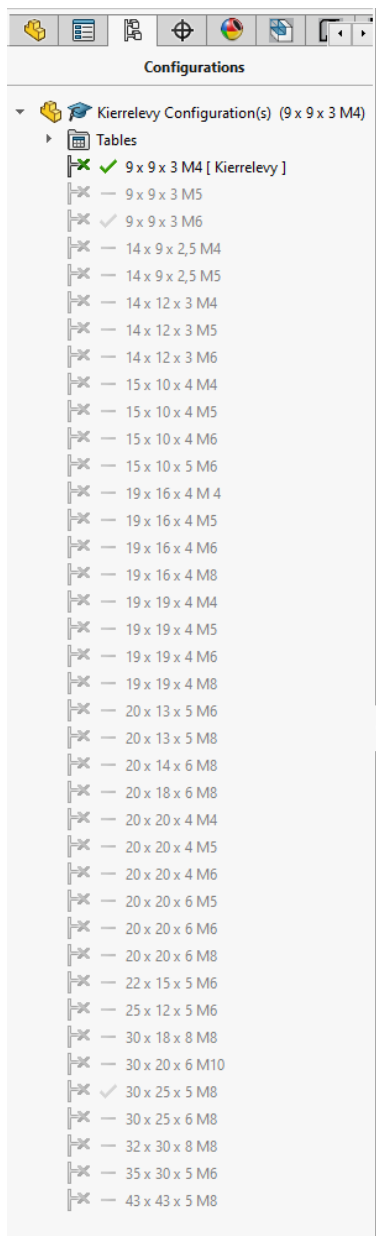 Configurations
Kierrelevy Configuration(s) (9 x 9 x 3 M4)
Tables
9 x 9 x 3 M4 [ Kierrelevy ]
9 x 9 x 3 M5
9 x 9 x 3 M6
14 x 9 x 2,5 M4
14 x 9 x 2,5 M5
14 x 12 x 3 M4
14 x 12 x 3 M5
14 x 12 x 3 M6
15 x 10 x 4 M4
15 x 10 x 4 M5
15 x 10 x 4 M6
15 x 10 x 5 M6
19 x 16 x 4 M 4
19 x 16 x 4 M5
19 x 16 x 4 M6
19 x 16 x 4 M8
19 x 19 x 4 M4
19 x 19 x 4 M5
19 x 19 x 4 M6
19 x 19 x 4 M8
20 x 13 x 5 M6
20 x 13 x 5 M8
20 x 14 x 6 M8
20 x 18 x 6 M8
20 x 20 x 4 M4
20 x 20 x 4 M5
20 x 20 x 4 M6
20 x 20 x 6 M5
20 x 20 x 6 M6
20 x 20 x 6 M8
22 x 15 x 5 M6
25 x 12 x 5 M6
30 x 18 x 8 M8
30 x 20 x 6 M10
30 x 25 x 5 M8
30 x 25 x 6 M8
32 x 30 x 8 M8
35 x 30 x 5 M6
43 x 43 x 5 M8